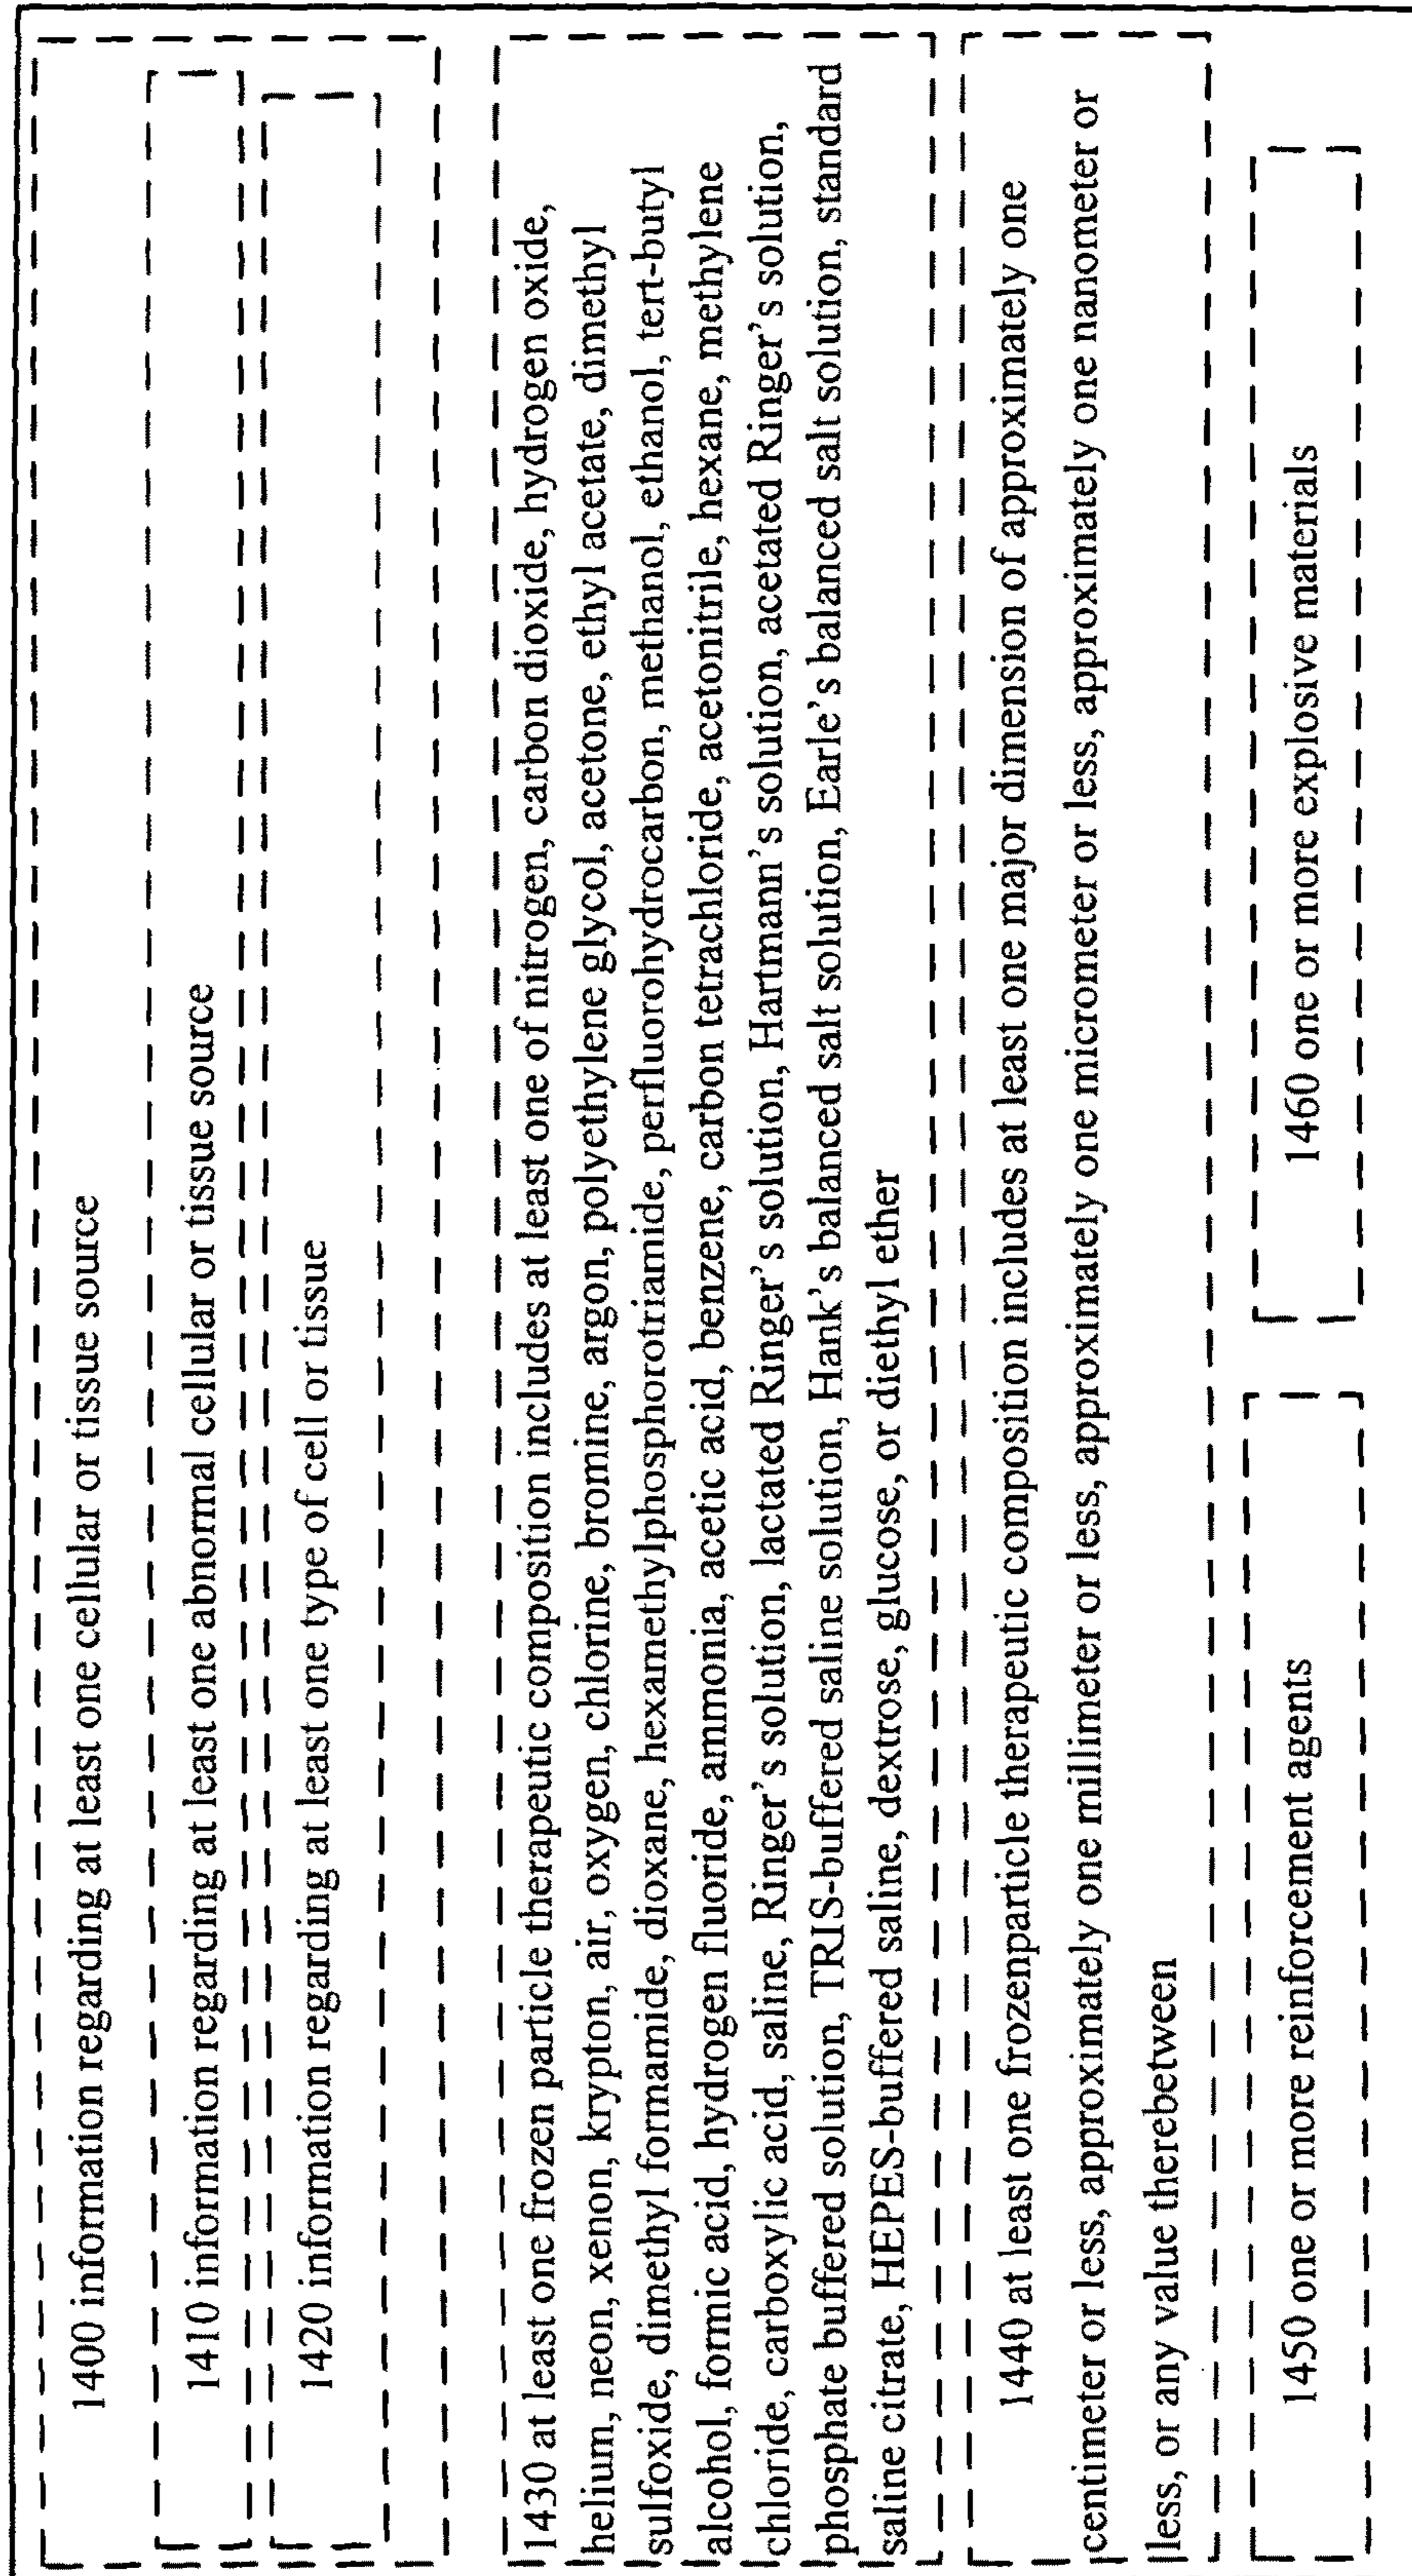 1400 information regarding at least one cellular or tissue source
1410 information regarding at least one abnormal cellular or tissue source
1420 information regarding at least one type of cell or tissue
1430 at least one frozen particle therapeutic composition includes at least one of nitrogen, carbon dioxide, hydrogen oxide,
helium, neon, xenon, krypton, air, oxygen, chlorine, bromine, argon, polyethylene glycol, acetone, ethyl acetate, dimethyl
sulfoxide, dimethyl formamide, dioxane, hexamethylphosphorotriamide, perfluorohydrocarbon, methanol, ethanol, tert-butyl
alcohol, formic acid, hydrogen fluoride, ammonia, acetic acid, benzene, carbon tetrachloride, acetonitrile, hexane, methylene
chloride, carboxylic acid, saline, Ringer's solution, lactated Ringer's solution, Hartmann's solution, acetated Ringer's solution,
phosphate buffered solution, TRIS-buffered saline solution, Hank's balanced salt solution, Earle's balanced salt solution, standard
saline citrate, HEPES-buffered saline, dextrose, glucose, or diethyl ether
1440 at least one frozenparticle therapeutic composition includes at least one major dimension of approximately one
centimeter or less, approximately one millimeter or less, approximately one micrometer or less, approximately one nanometer or
less, or any value therebetween
1450 one or more reinforcement agents
1460 one or more explosive materials